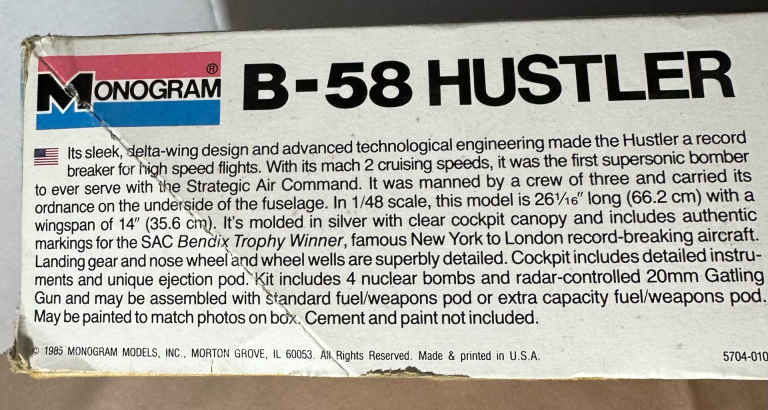 MONOGRAM®
B-58 HUSTLER
Its sleek, delta-wing design and advanced technological engineering made the Hustler a record
breaker for high speed flights. With its mach 2 cruising speeds, it was the first supersonic bomber
to ever serve with the Strategic Air Command. It was manned by a crew of three and carried its
ordnance on the underside of the fuselage. In 1/48 scale, this model is 26 1/16" long (66.2 cm) with a
wingspan of 14" (35.6 cm). It's molded in silver with clear cockpit canopy and includes authentic
markings for the SAC Bendix Trophy Winner, famous New York to London record-breaking aircraft.
Landing gear and nose wheel and wheel wells are superbly detailed. Cockpit includes detailed instru-
ments and unique ejection pod. Kit includes 4 nuclear bombs and radar-controlled 20mm Gatling
Gun and may be assembled with standard fuel/weapons pod or extra capacity fuel/weapons pod.
May be painted to match photos on box. Cement and paint not included.
© 1985 MONOGRAM MODELS, INC., MORTON GROVE, IL 60053. All Rights Reserved. Made & printed in U.S.A.
5704-010